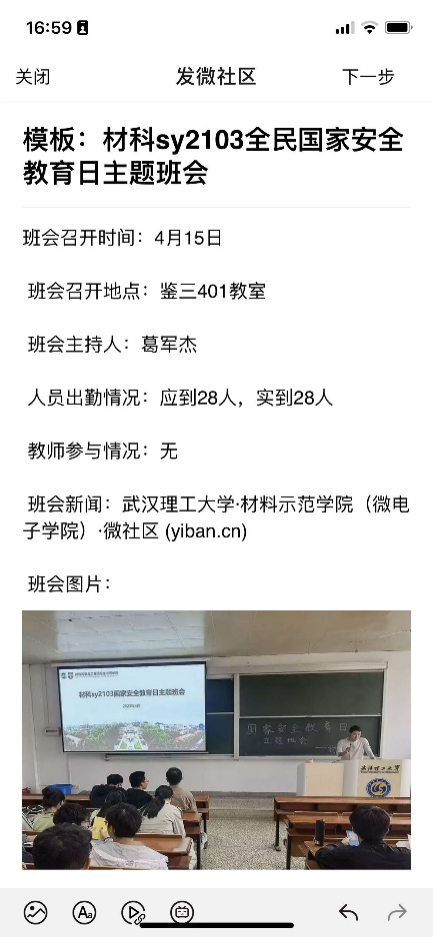 16:59
关闭
发微社区
下一步
模板：材科sy2103全民国家安全
教育日主题班会
班会召开时间：4月15日
班会召开地点：鉴三401教室
班会主持人：葛军杰
人员出勤情况：应到28人，实到28人
教师参与情况：无
班会新闻：武汉理工大学·材料示范学院（微电
子学院）·微社区 (yiban.cn)
班会图片：
材科sy2103国家安全教育日主题班会
国家安全教育日
主题班会
武汉理工大学
Aa